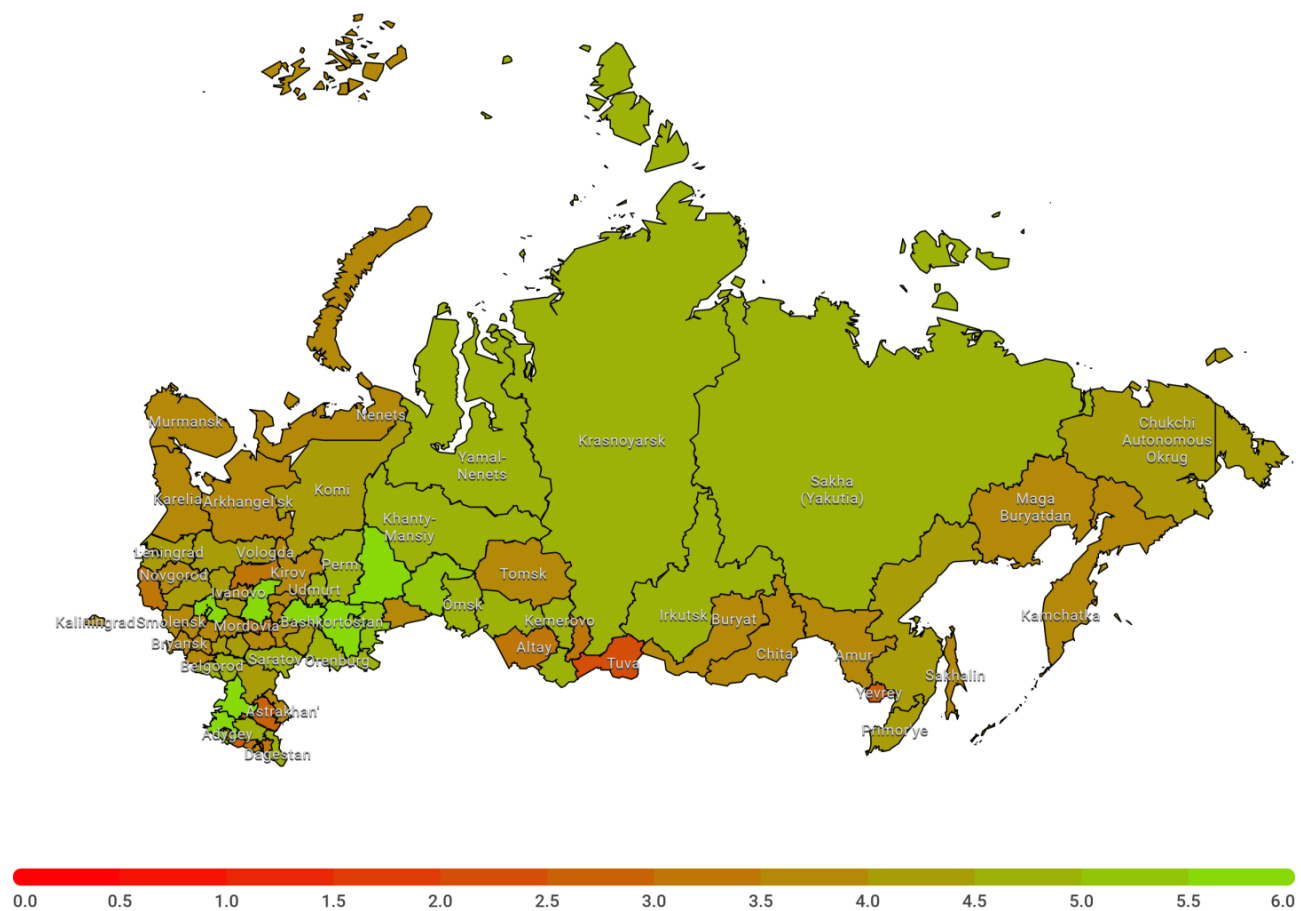 Murmansk
Nenets
Chukchi
Autonomous
Okrug
Krasnoyarsk
Yamal-
Nenets
Sakha
(Yakutia)
Komi
Karelia
Arkhangel'sk
Maga
Buryatdan
Khanty-
Mansiy
Leningrad
Vologda
Perm
Novgorod
Kirov
Tomsk
Udmurt
Ivanovo
Omsk
Kaliningrad
Smolensk
Mordovia
Bashkortostan
Kemerovo
Irkutsk
Buryat
Kamchatka
Bryansk
Altay
Chita
Amur
Belgorod
Saratov
Orenburg
Tuva
Sakhalin
Yevrey
Astrakhan'
Adygey
Primor'ye
Dagestan
0.0 0.5 1.0 1.5 2.0 2.5 3.0 3.5 4.0 4.5 5.0 5.5 6.0